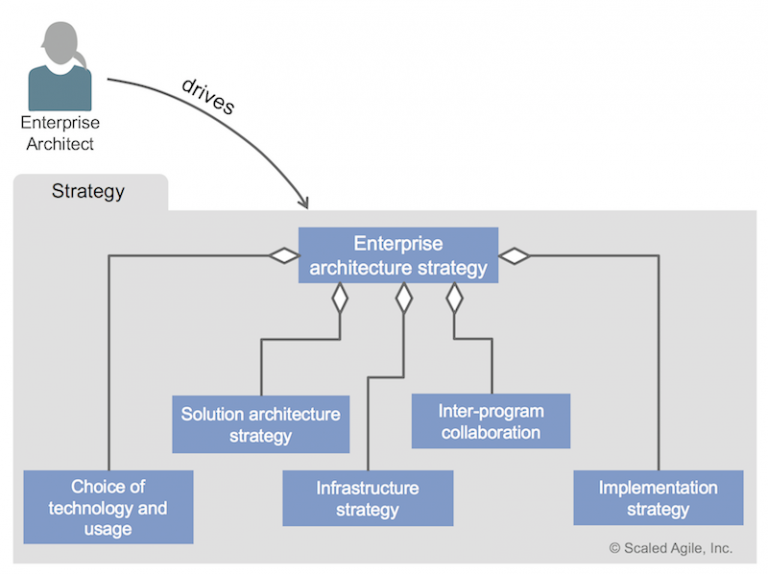 drives
Enterprise
Architect
Strategy
Enterprise
architecture strategy
Solution architecture
strategy
Inter-program
collaboration
Choice of
technology and
usage
Infrastructure
strategy
Implementation
strategy
© Scaled Agile, Inc.